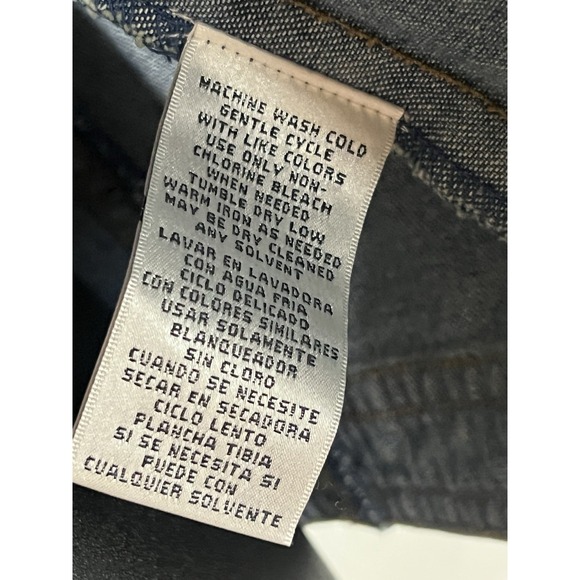 MACHINE WASH COLD
GENTLE CYCLE
WITH LIKE COLORS
USE ONLY NON-
CHLORINE BLEACH
WHEN NEEDED
TUMBLE DRY LOW
WARM IRON AS NEEDED
MAY BE DRY CLEANED
ANY SOLVENT
LAVAR EN LAVADORA
CON AGUA FRIA
CICLO DELICADO
CON COLORES SIMILARES
USAR SOLAMENTE
BLANQUEADOR
SIN CLORO
CUANDO SE NECESITE
SECAR EN SECADORA
CICLO LENTO
PLANCHA TIBIA
SI SE NECESITA SI
PUEDE CON
CUALQUIER SOLVENTE